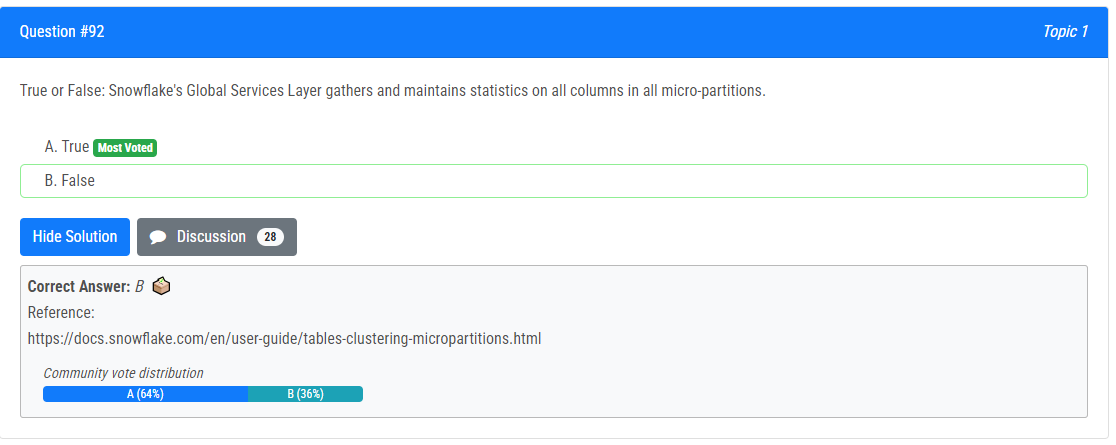 Question #92
Topic 1
True or False: Snowflake's Global Services Layer gathers and maintains statistics on all columns in all micro-partitions.
A. True Most Voted
B. False
Hide Solution
Discussion 28
Correct Answer: B
Reference:
https://docs.snowflake.com/en/user-guide/tables-clustering-micropartitions.html
Community vote distribution
A (64%)
B (36%)